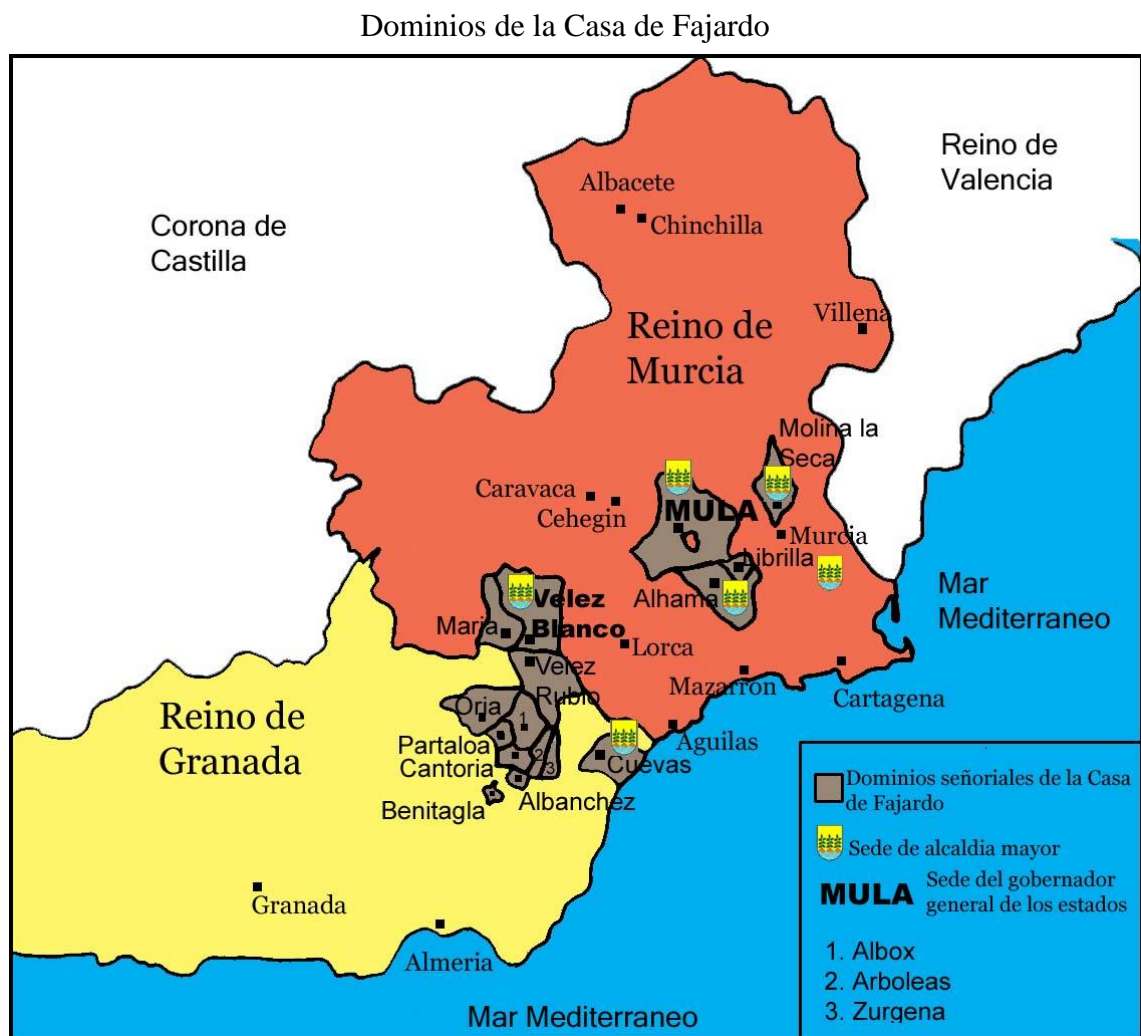 Dominios de la Casa de Fajardo
Reino de
Valencia
Albacete
Chinchilla
Corona de
Castilla
Villena
Reino de
Murcia
Molina la
Seca
Caravaca
Cehegin
MULA
Murcia
Librilla
Alhama
Velez
Blanco
Maria
Lorca
Velez
Rubio
Mazarron
Cartagena
Mar
Mediterraneo
Reino de
Granada
Oria
1
Partaloa
Cantoria
2
3
Cuevas
Aguilas
Benitagla
Albanchez
Granada
Almeria
Mar Mediterraneo
Dominios señoriales de la Casa
de Fajardo
Sede de alcaldia mayor
MULA
Sede del gobernador
general de los estados
1. Albox
2. Arboleas
3. Zurgena